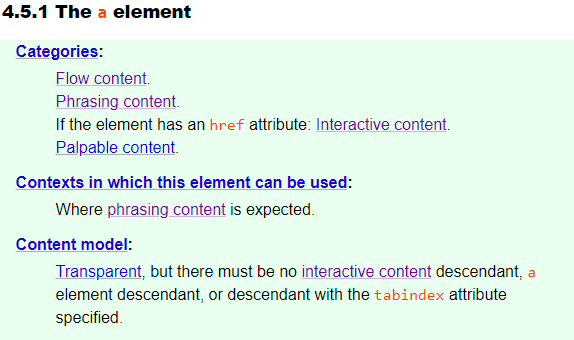 4.5.1 The a element
Categories:
Flow content.
Phrasing content.
If the element has an href attribute: Interactive content.
Palpable content.
Contexts in which this element can be used:
Where phrasing content is expected.
Content model:
Transparent, but there must be no interactive content descendant, a
element descendant, or descendant with the tabindex attribute
specified.